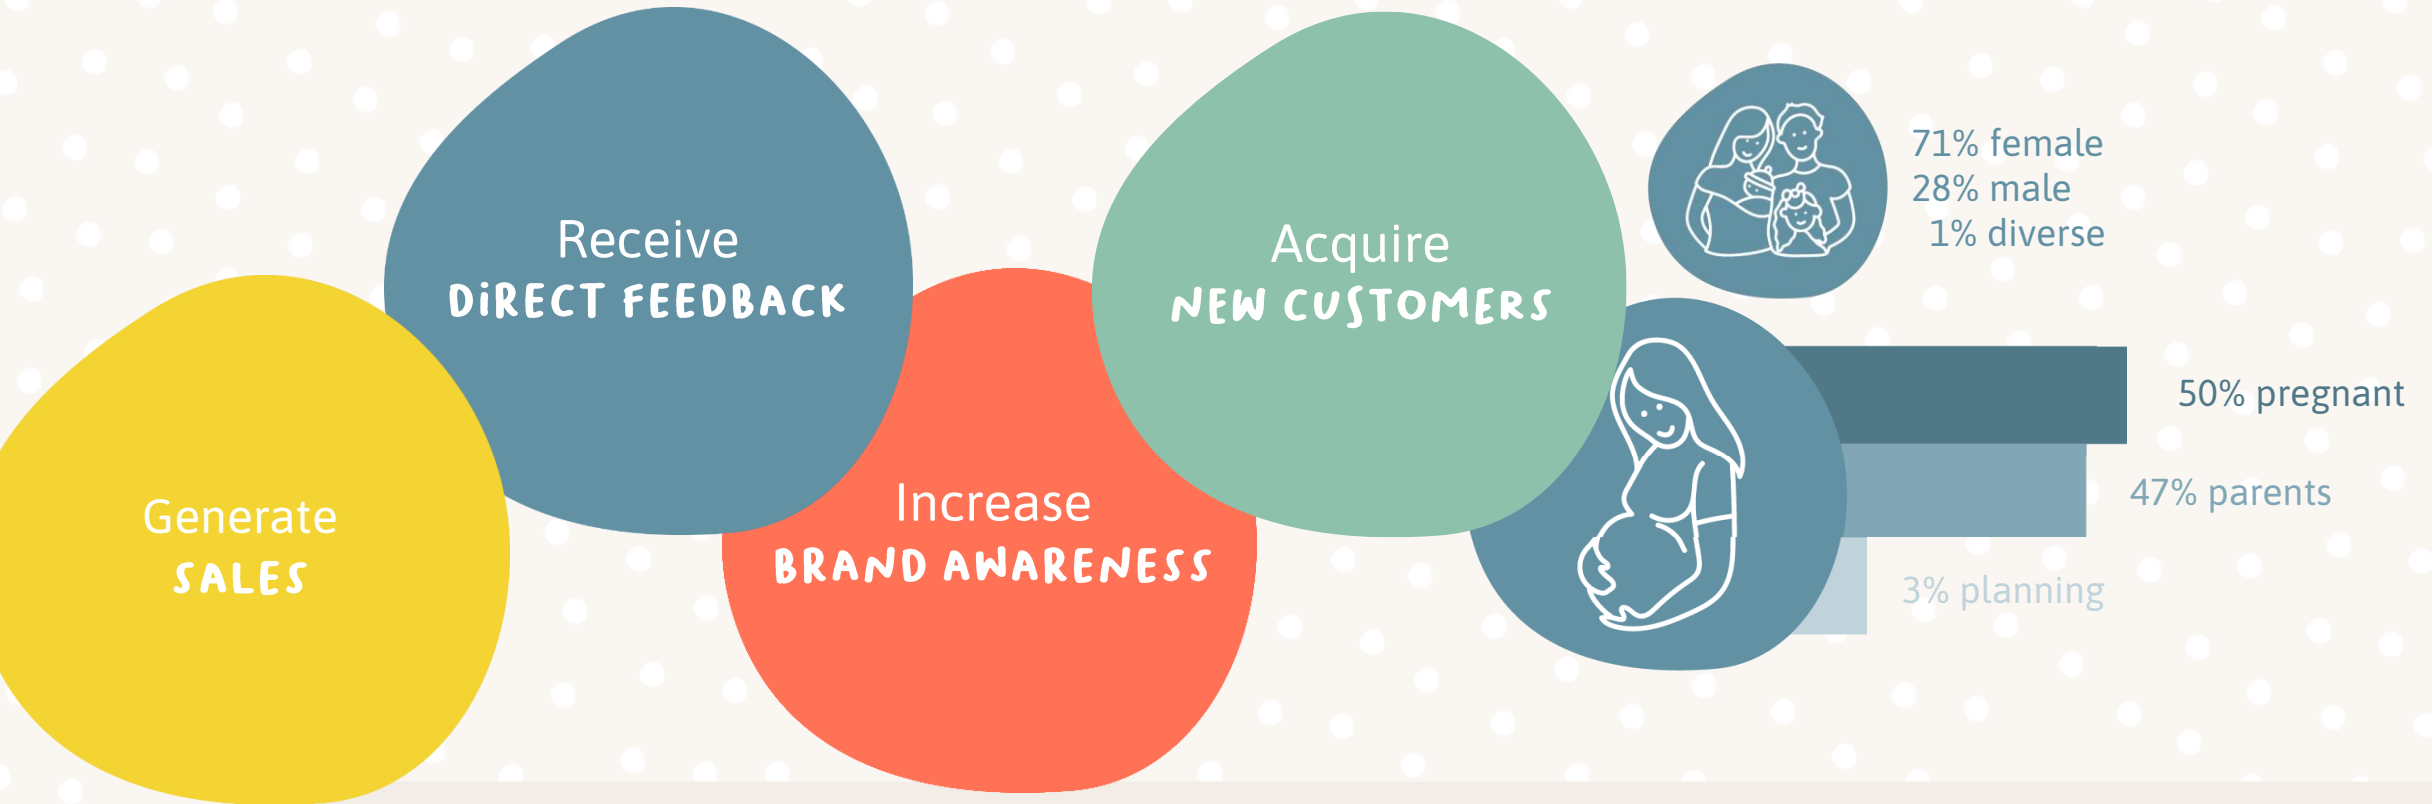 Generate
SALES
Receive
DiRECT FEEDBACK
Increase
BRAND AWARENESS
Acquire
NEW CUSTOMERS
71% female
28% male
1% diverse
50% pregnant
47% parents
3% planning